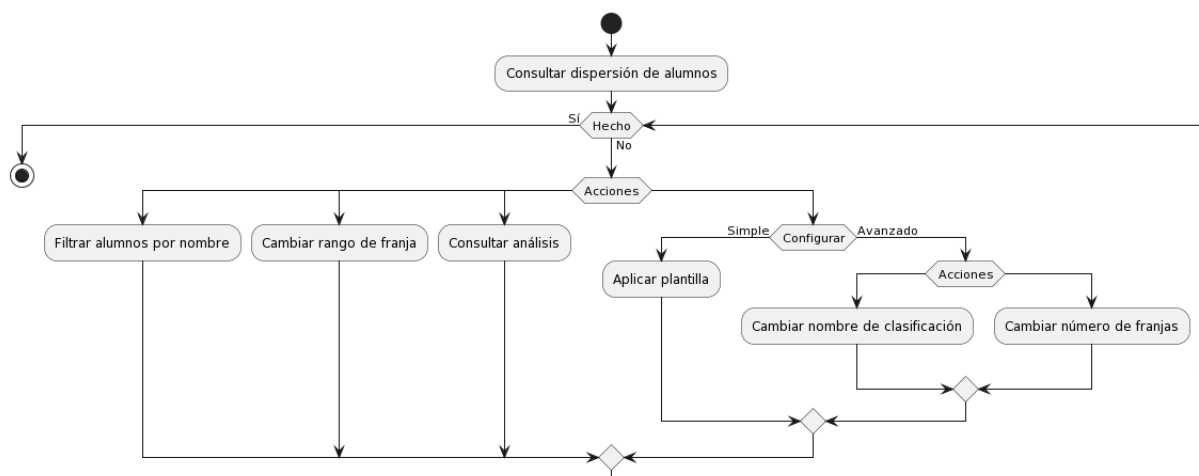 Consultar dispersión de alumnos
Sí
Hecho
No
Acciones
Filtrar alumnos por nombre
Cambiar rango de franja
Consultar análisis
Simple
Configurar
Avanzado
Aplicar plantilla
Acciones
Cambiar nombre de clasificación
Cambiar número de franjas